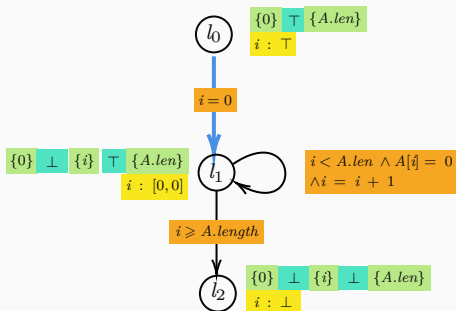 l0 {0} ⊤ {A.len}
i : ⊤
i = 0
{0} ⊥ {i} ⊤ {A.len}
i : [0, 0]
l1
i < A.len ∧ A[i] = 0
∧i = i + 1
i ⩾ A.length
l2 {0} ⊥ {i} ⊥ {A.len}
i : ⊥